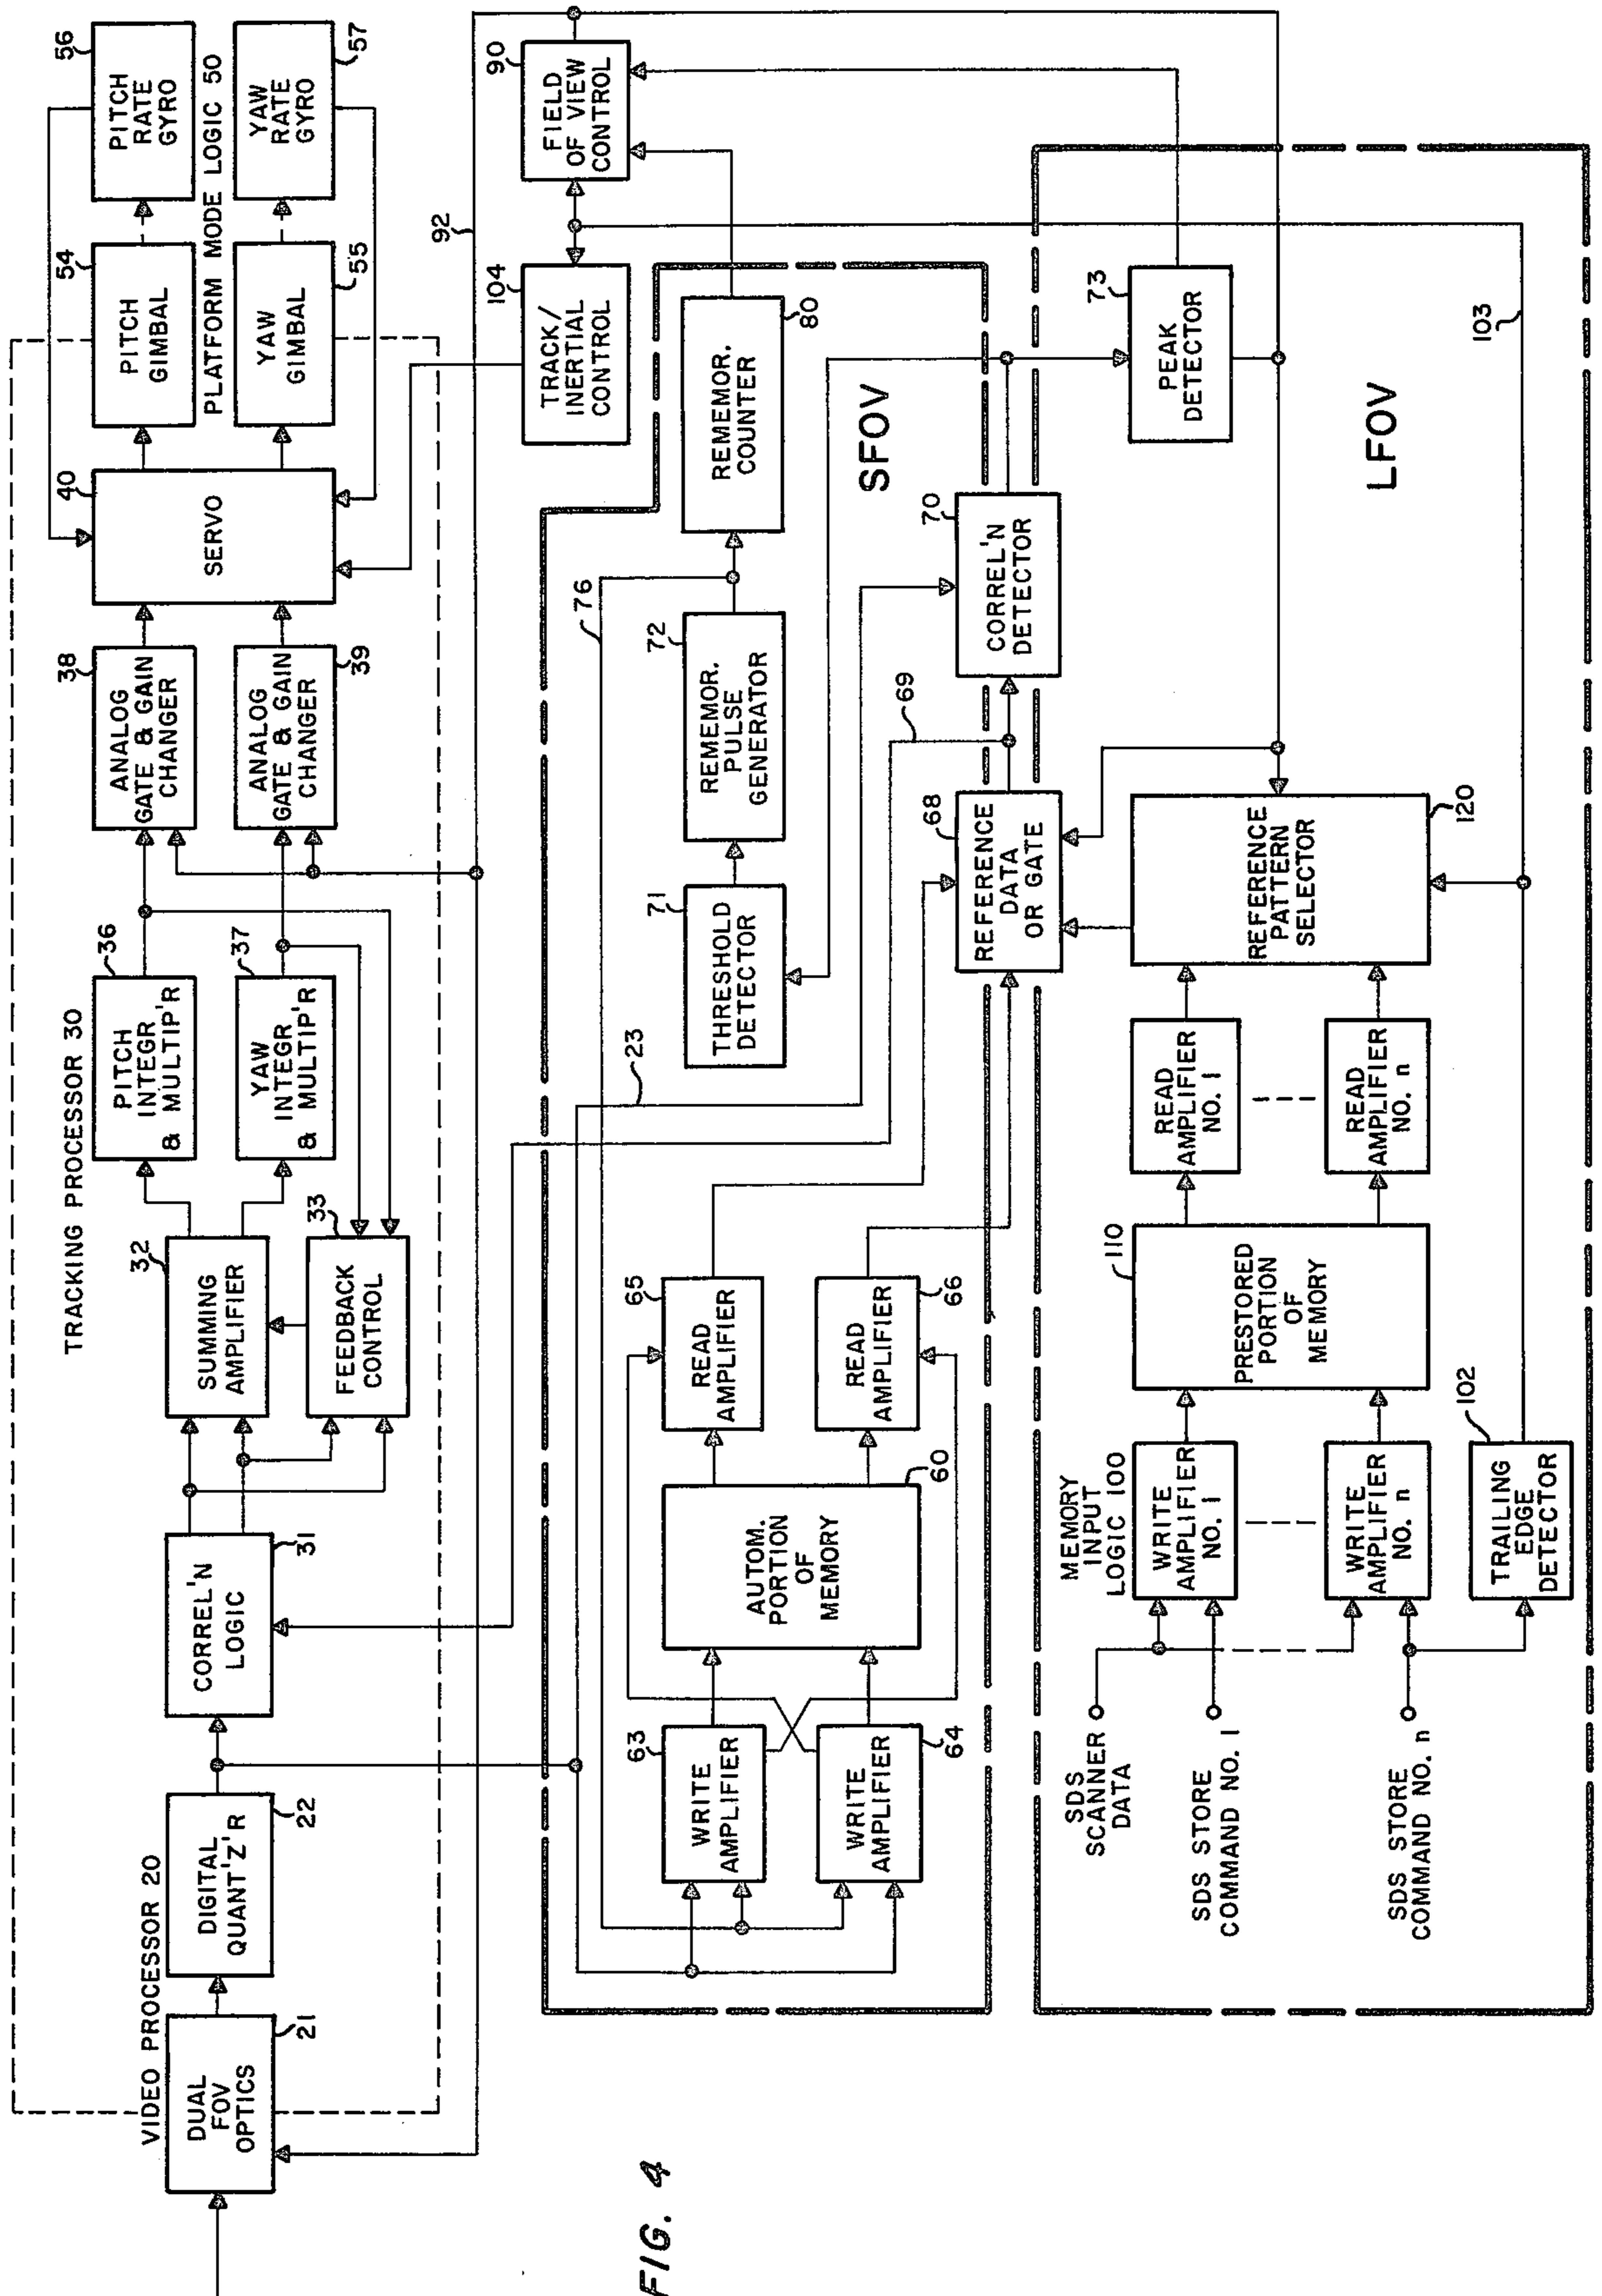 VIDEO PROCESSOR 20
DUAL
FOV
OPTICS
21
DIGITAL
QUANT'Z'R
22
CORREL'N
LOGIC
31
TRACKING PROCESSOR 30
SUMMING
AMPLIFIER
32
FEEDBACK
CONTROL
33
PITCH
INTEGR
& MULTIP'R
36
YAW
INTEGR
& MULTIP'R
37
ANALOG
GATE & GAIN
CHANGER
38
ANALOG
GATE & GAIN
CHANGER
39
SERVO
40
PITCH
GIMBAL
54
YAW
GIMBAL
55
PLATFORM MODE LOGIC 50
PITCH
RATE
GYRO
56
YAW
RATE
GYRO
57
92
FIELD
OF VIEW
CONTROL
90
TRACK/
INERTIAL
CONTROL
104
WRITE
AMPLIFIER
63
WRITE
AMPLIFIER
64
AUTOM.
PORTION
OF
MEMORY
60
READ
AMPLIFIER
65
READ
AMPLIFIER
66
23
THRESHOLD
DETECTOR
71
REMEMOR.
PULSE
GENERATOR
72
76
REMEMOR.
COUNTER
80
SFOV
REFERENCE
DATA
OR GATE
68
69
CORREL'N
DETECTOR
70
PEAK
DETECTOR
73
LFOV
SDS
SCANNER
DATA
SDS STORE
COMMAND NO. 1
SDS STORE
COMMAND NO. n
MEMORY
INPUT
LOGIC 100
WRITE
AMPLIFIER
NO. 1
WRITE
AMPLIFIER
NO. n
TRAILING
EDGE
DETECTOR
102
PRESTORED
PORTION
OF
MEMORY
110
READ
AMPLIFIER
NO. 1
READ
AMPLIFIER
NO. n
REFERENCE
PATTERN
SELECTOR
120
103
FIG. 4